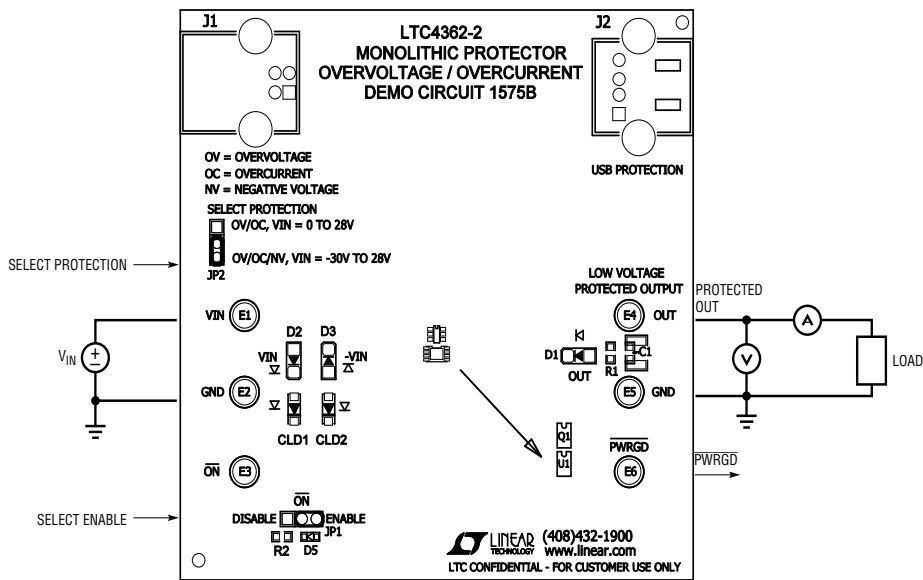 J1
LTC4362-2
MONOLITHIC PROTECTOR
OVERVOLTAGE / OVERCURRENT
DEMO CIRCUIT 1575B
J2
USB PROTECTION
OV = OVERVOLTAGE
OC = OVERCURRENT
NV = NEGATIVE VOLTAGE
SELECT PROTECTION
OV/OC, VIN = 0 TO 28V
OV/OC/NV, VIN = -30V TO 28V
JP2
SELECT PROTECTION
LOW VOLTAGE
PROTECTED OUTPUT
PROTECTED
OUT
VIN E1
E4 OUT
A
D2 D3
VIN -VIN
D1
OUT
R1
C1
VIN
V
LOAD
GND E2
E5 GND
CLD1 CLD2
Q1
U1
PWRGD
E6
PWRGD
ON E3
ON
DISABLE ENABLE
JP1
SELECT ENABLE
R2 D5
LINEAR
TECHNOLOGY
(408)432-1900
www.linear.com
LTC CONFIDENTIAL - FOR CUSTOMER USE ONLY